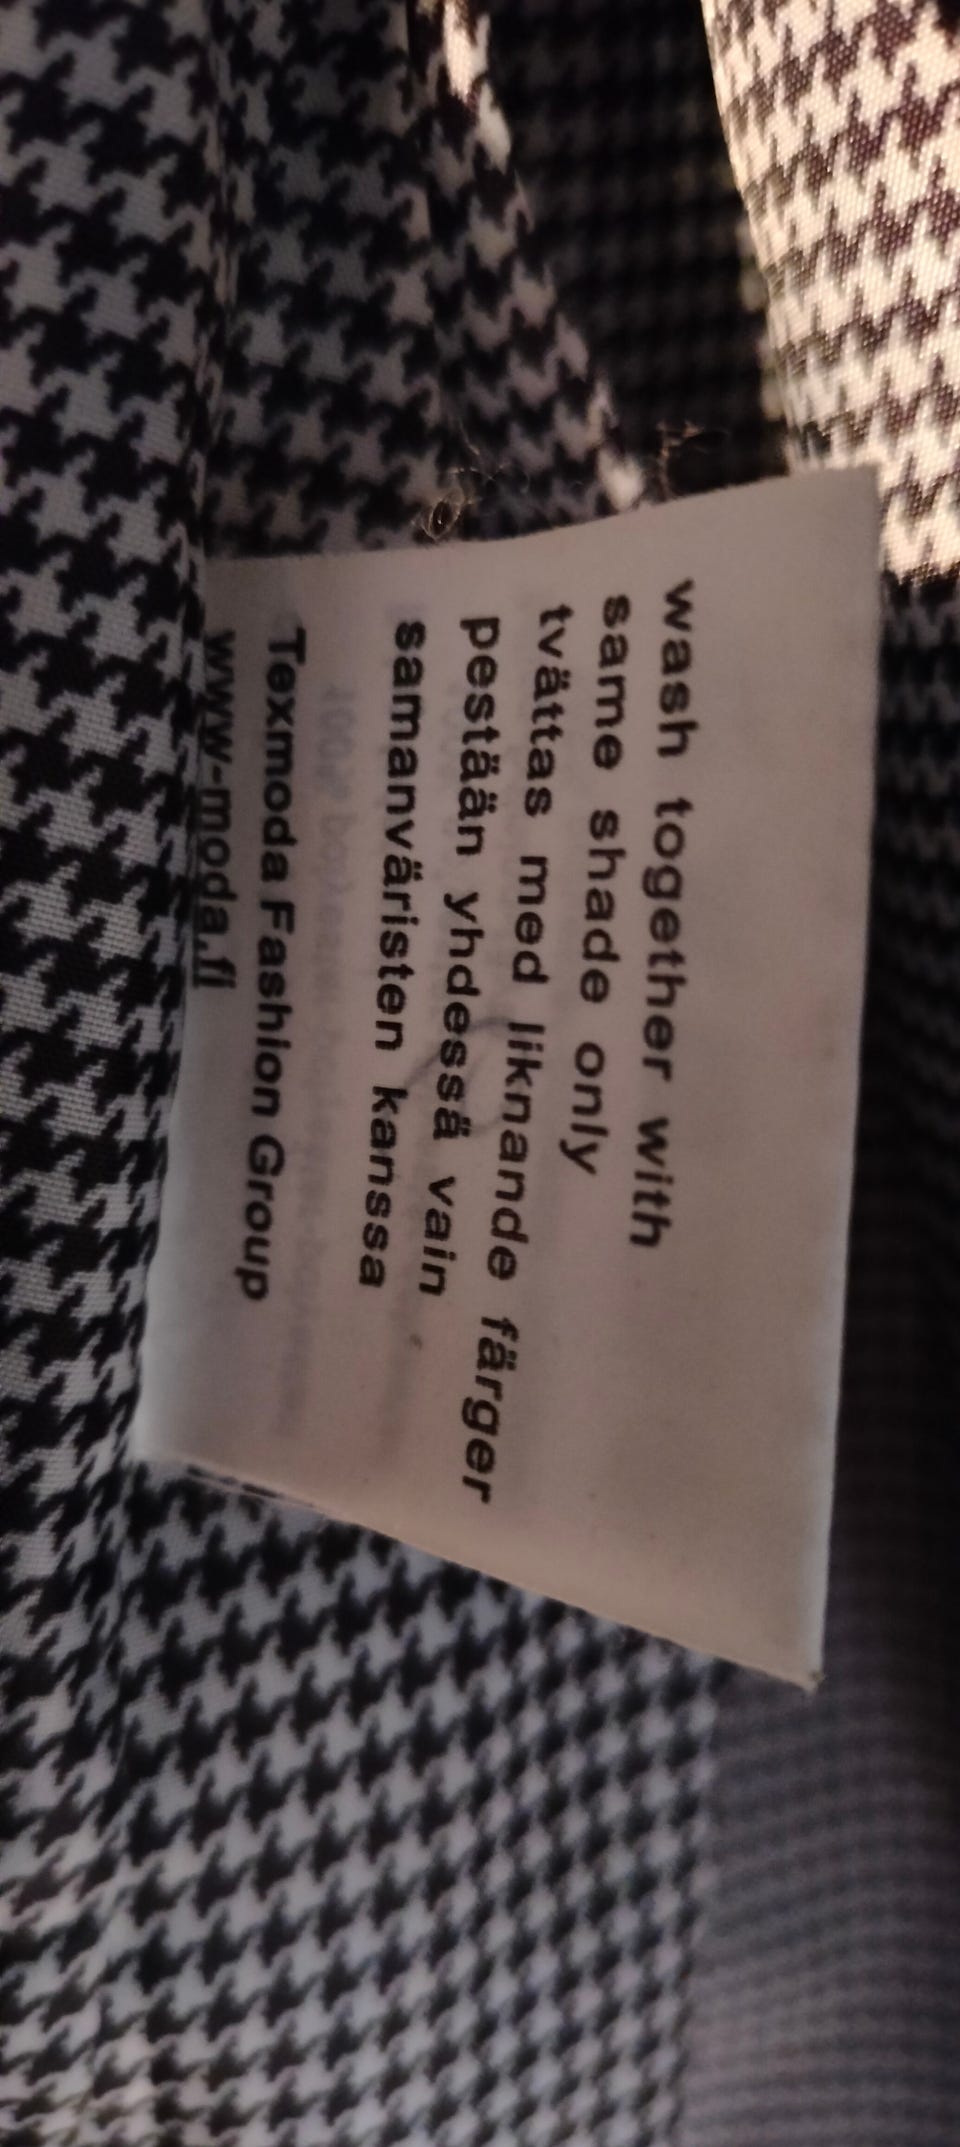 wash together with
same shade only
tvättas med liknande färger
pestään yhdessä vain
samanväristen kanssa
Texmoda Fashion Group
www-moda.fi